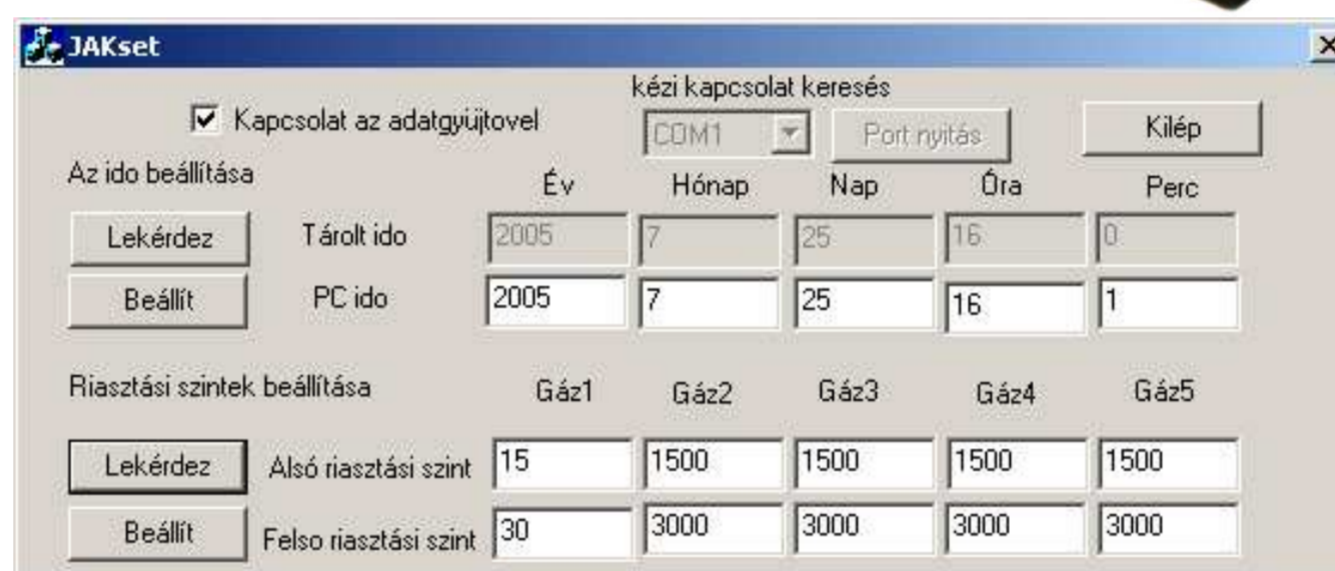 JAKset
kézi kapcsolat keresés
Kapcsolat az adatgyüjtovel COM1 Port nyitás Kilép
Az ido beállítása Év Hónap Nap Óra Perc
Lekérdez Tárolt ido 2005 7 25 16 0
Beállít PC ido 2005 7 25 16 1
Riasztási szintek beállítása Gáz1 Gáz2 Gáz3 Gáz4 Gáz5
Lekérdez Alsó riasztási szint 15 1500 1500 1500 1500
Beállít Felso riasztási szint 30 3000 3000 3000 3000